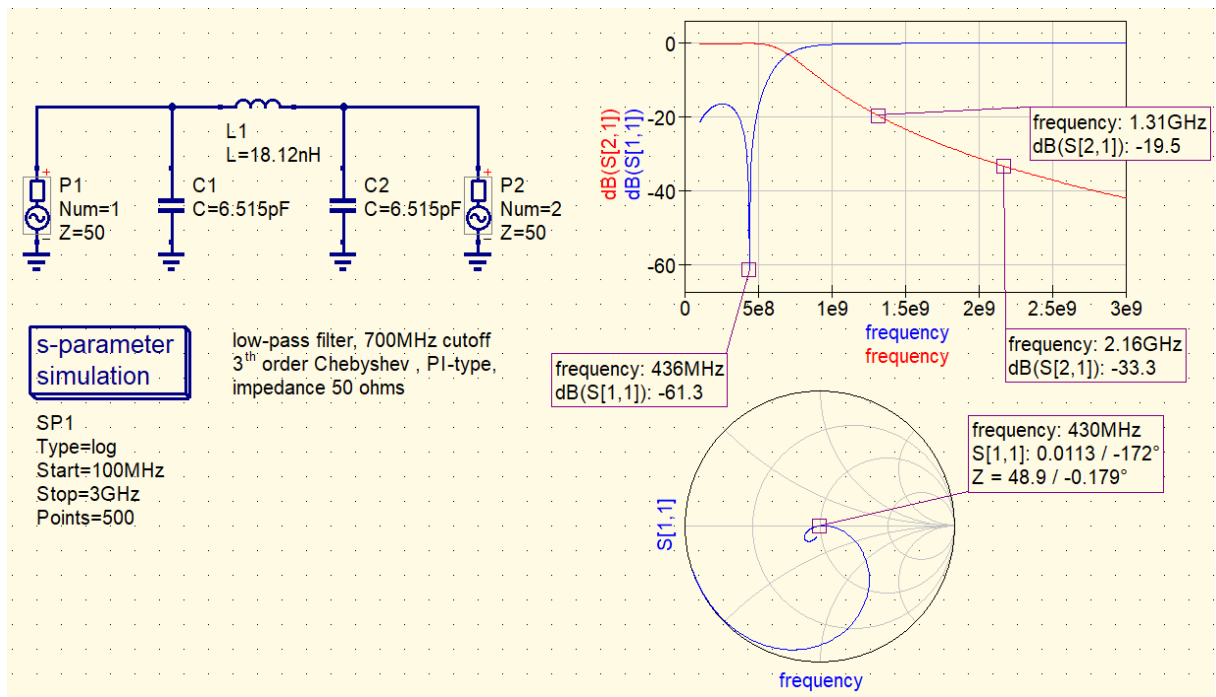 L1
L=18.12nH
P1
Num=1
Z=50
C1
C=6.515pF
C2
C=6.515pF
P2
Num=2
Z=50
s-parameter
simulation
low-pass filter, 700MHz cutoff
3th order Chebyshev , PI-type,
impedance 50 ohms
SP1
Type=log
Start=100MHz
Stop=3GHz
Points=500
dB(S[2,1])
dB(S[1,1])
0
-20
-40
-60
0
5e8
1e9
1.5e9
2e9
2.5e9
3e9
frequency
frequency
frequency: 1.31GHz
dB(S[2,1]): -19.5
frequency: 2.16GHz
dB(S[2,1]): -33.3
frequency: 436MHz
dB(S[1,1]): -61.3
frequency: 430MHz
S[1,1]: 0.0113 / -172°
Z = 48.9 / -0.179°
S[1,1]
frequency